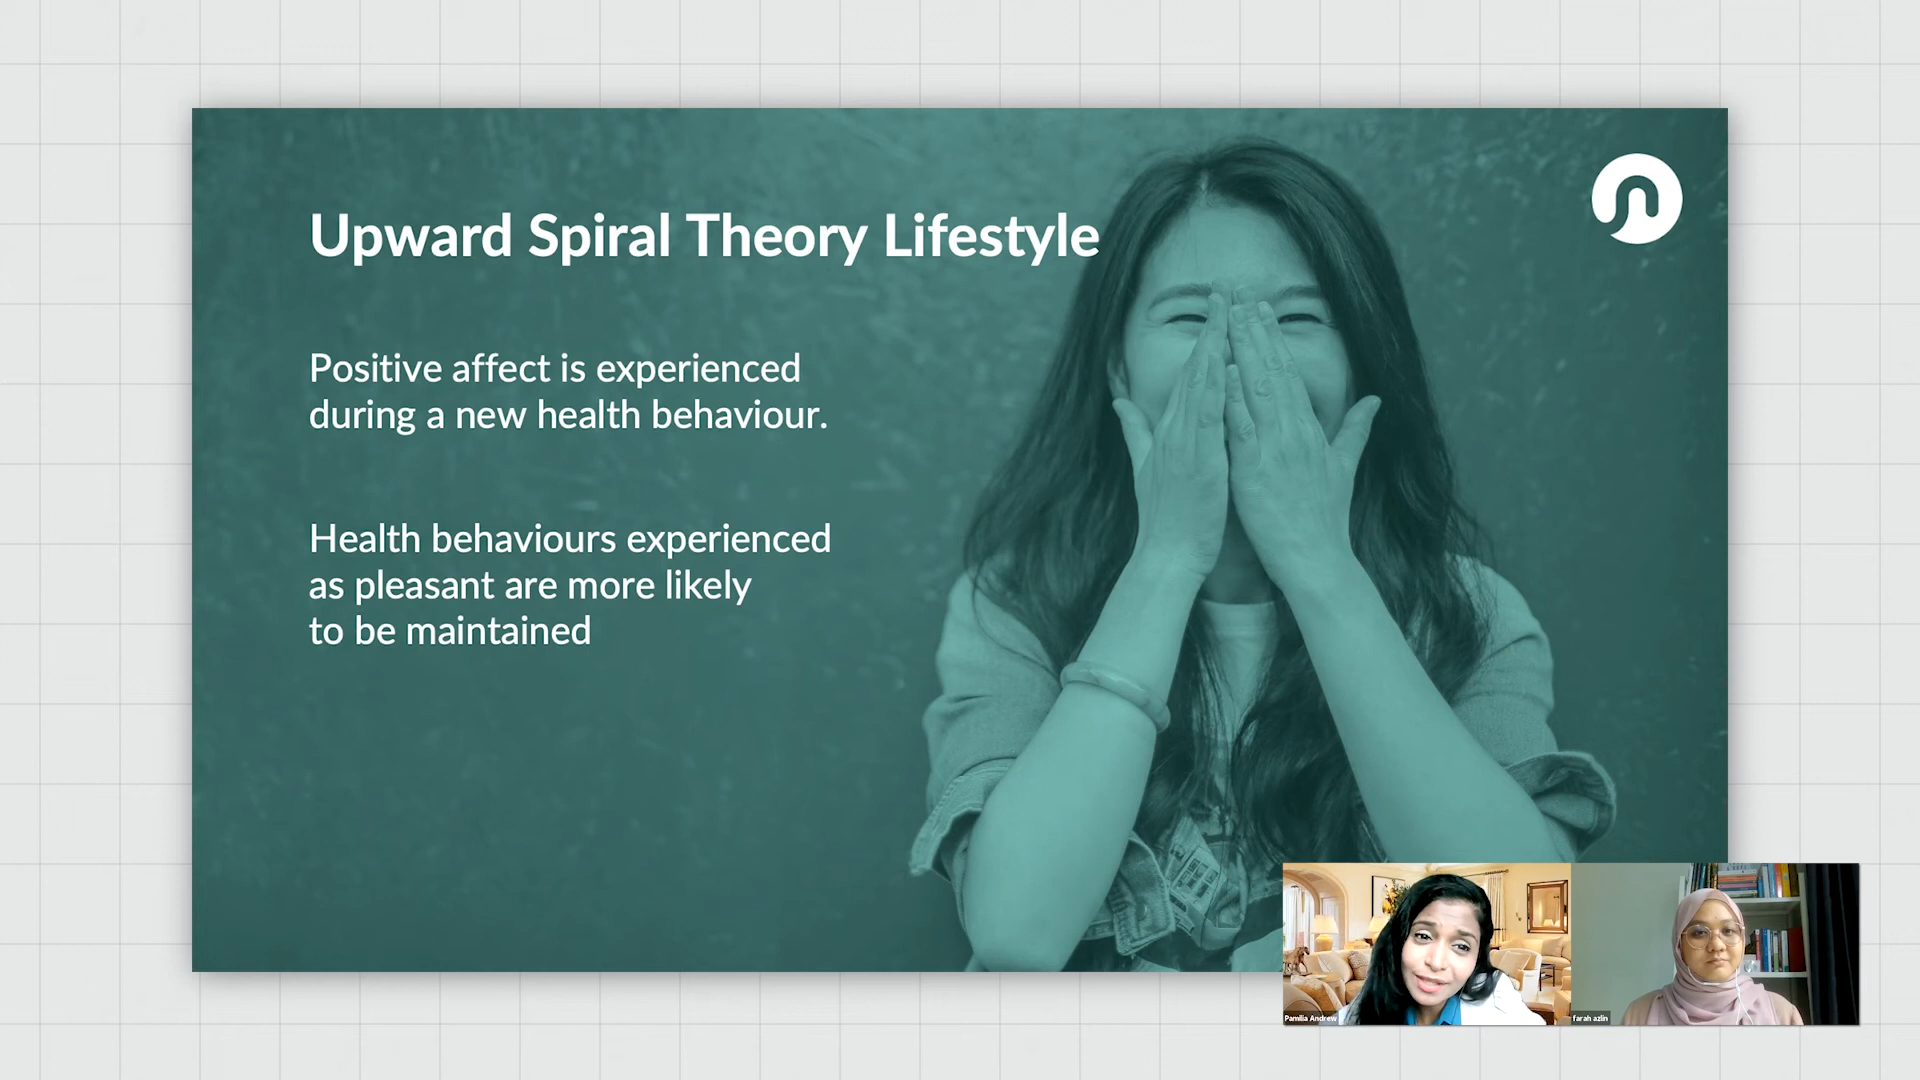 Upward Spiral Theory Lifestyle
Positive affect is experienced
during a new health behaviour.
Health behaviours experienced
as pleasant are more likely
to be maintained
Pamilia Andrew
farah azlin